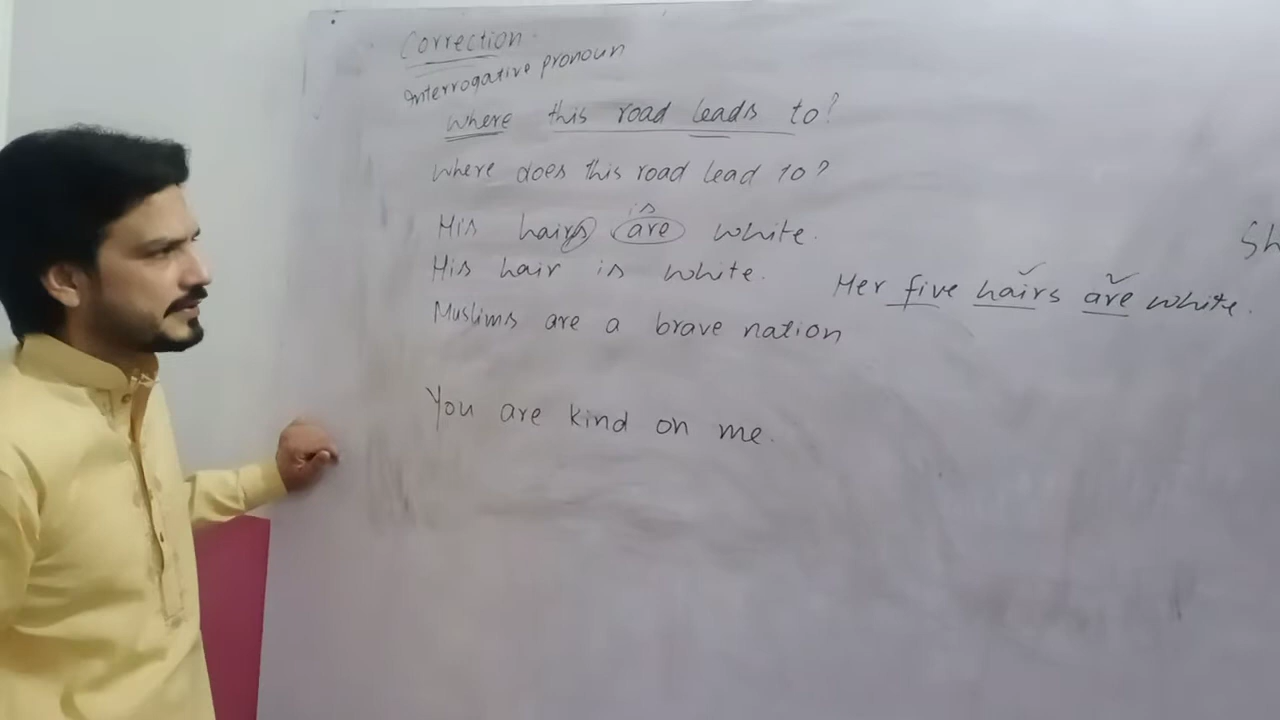 Correction
interrogative pronoun
where this road leads to?
where does this road lead to?
is
His hairs are white.
His hair is white.
Her five hairs are white.
Muslims are a brave nation
You are kind on me.
Sh